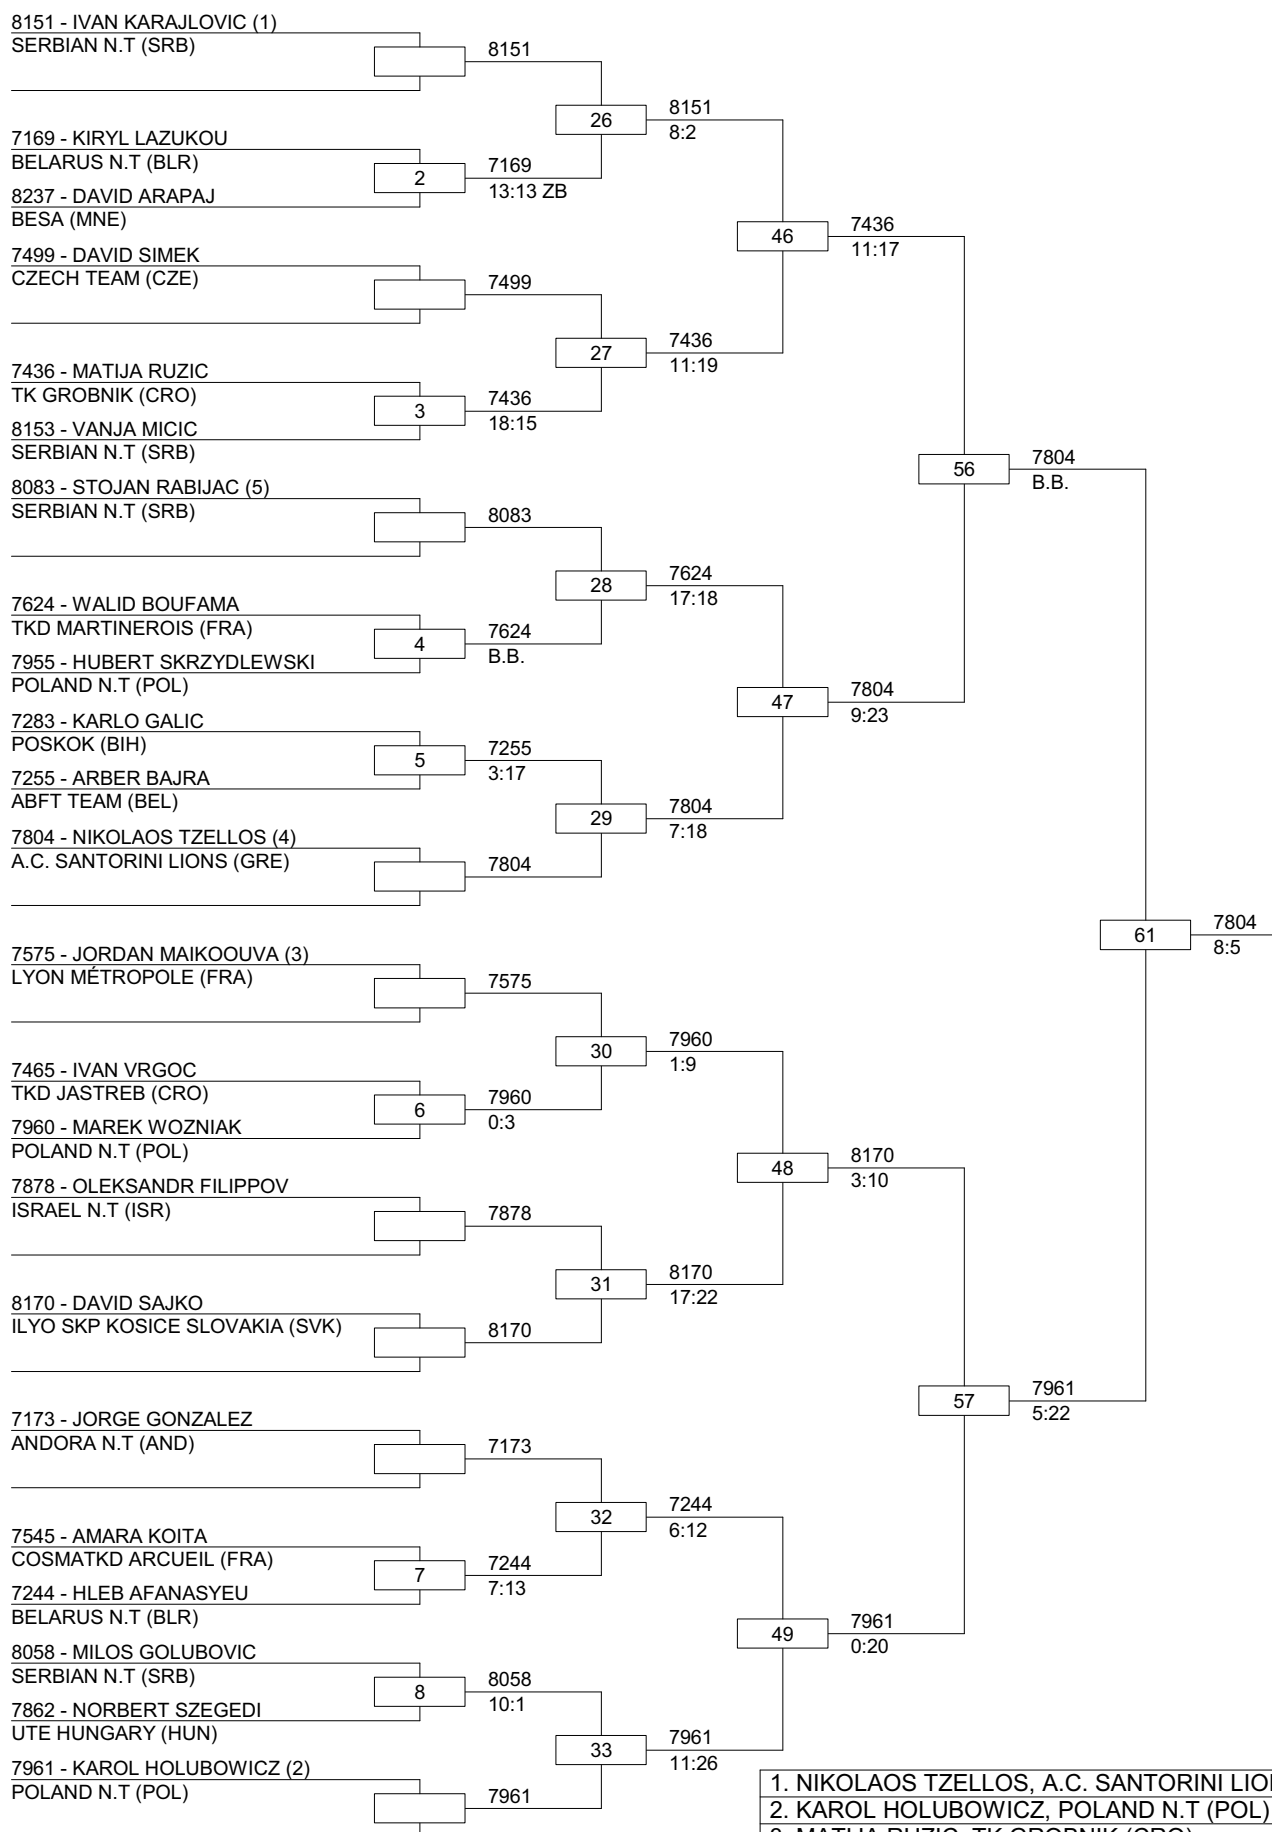 8151 - IVAN KARAJLOVIC (1)
SERBIAN N.T (SRB)
8151
26
8151
8:2
7169 - KIRYL LAZUKOU
BELARUS N.T (BLR)
2
7169
13:13 ZB
8237 - DAVID ARAPAJ
BESA (MNE)
46
7436
11:17
7499 - DAVID SIMEK
CZECH TEAM (CZE)
7499
27
7436
11:19
7436 - MATIJA RUZIC
TK GROBNIK (CRO)
3
7436
18:15
8153 - VANJA MICIC
SERBIAN N.T (SRB)
56
7804
B.B.
8083 - STOJAN RABIJAC (5)
SERBIAN N.T (SRB)
8083
28
7624
17:18
7624 - WALID BOUFAMA
TKD MARTINEROIS (FRA)
4
7624
B.B.
7955 - HUBERT SKRZYDLEWSKI
POLAND N.T (POL)
47
7804
9:23
7283 - KARLO GALIC
POSKOK (BIH)
5
7255
3:17
7255 - ARBER BAJRA
ABFT TEAM (BEL)
29
7804
7:18
7804 - NIKOLAOS TZELLOS (4)
A.C. SANTORINI LIONS (GRE)
7804
61
7804
8:5
7575 - JORDAN MAIKOOUVA (3)
LYON MÉTROPOLE (FRA)
7575
30
7960
1:9
7465 - IVAN VRGOC
TKD JASTREB (CRO)
6
7960
0:3
7960 - MAREK WOZNIAK
POLAND N.T (POL)
48
8170
3:10
7878 - OLEKSANDR FILIPPOV
ISRAEL N.T (ISR)
7878
31
8170
17:22
8170 - DAVID SAJKO
ILYO SKP KOSICE SLOVAKIA (SVK)
8170
57
7961
5:22
7173 - JORGE GONZALEZ
ANDORA N.T (AND)
7173
32
7244
6:12
7545 - AMARA KOITA
COSMATKD ARCUEIL (FRA)
7
7244
7:13
7244 - HLEB AFANASYEU
BELARUS N.T (BLR)
49
7961
0:20
8058 - MILOS GOLUBOVIC
SERBIAN N.T (SRB)
8
8058
10:1
7862 - NORBERT SZEGEDI
UTE HUNGARY (HUN)
33
7961
11:26
7961 - KAROL HOLUBOWICZ (2)
POLAND N.T (POL)
7961
1. NIKOLAOS TZELLOS, A.C. SANTORINI
2. KAROL HOLUBOWICZ, POLAND N.T (POL)
3. MATIJA RUZIC, TK GROBNIK (CRO)